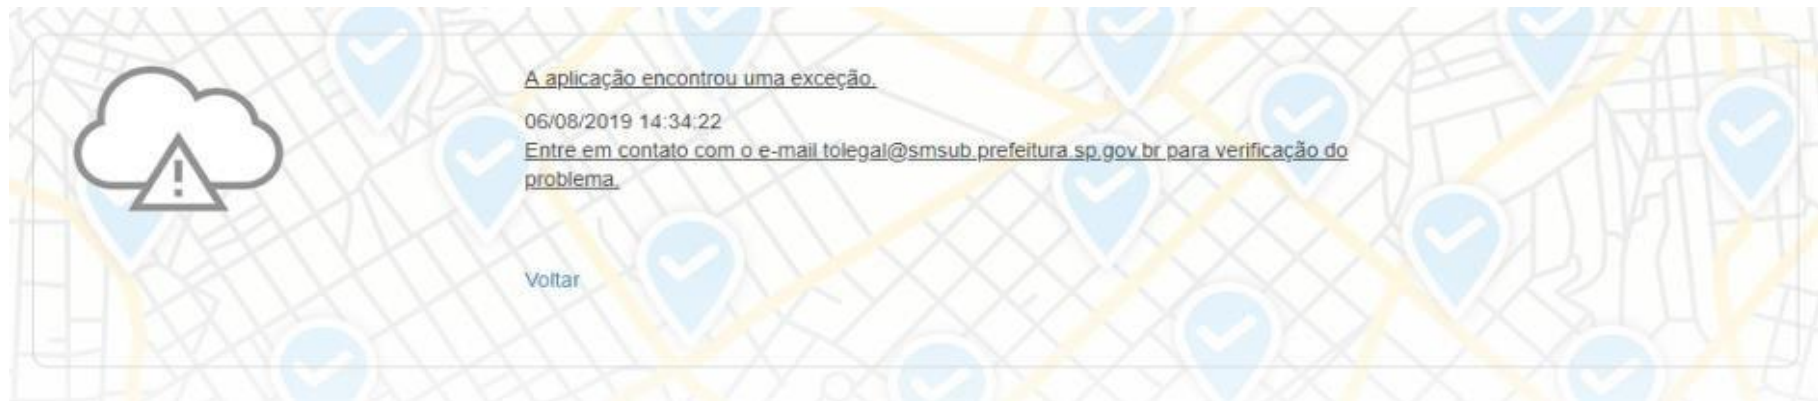 A aplicação encontrou uma exceção.
06/08/2019 14:34:22
Entre em contato com o e-mail tolegal@smsub.prefeitura.sp.gov.br para verificação do
problema.
Voltar